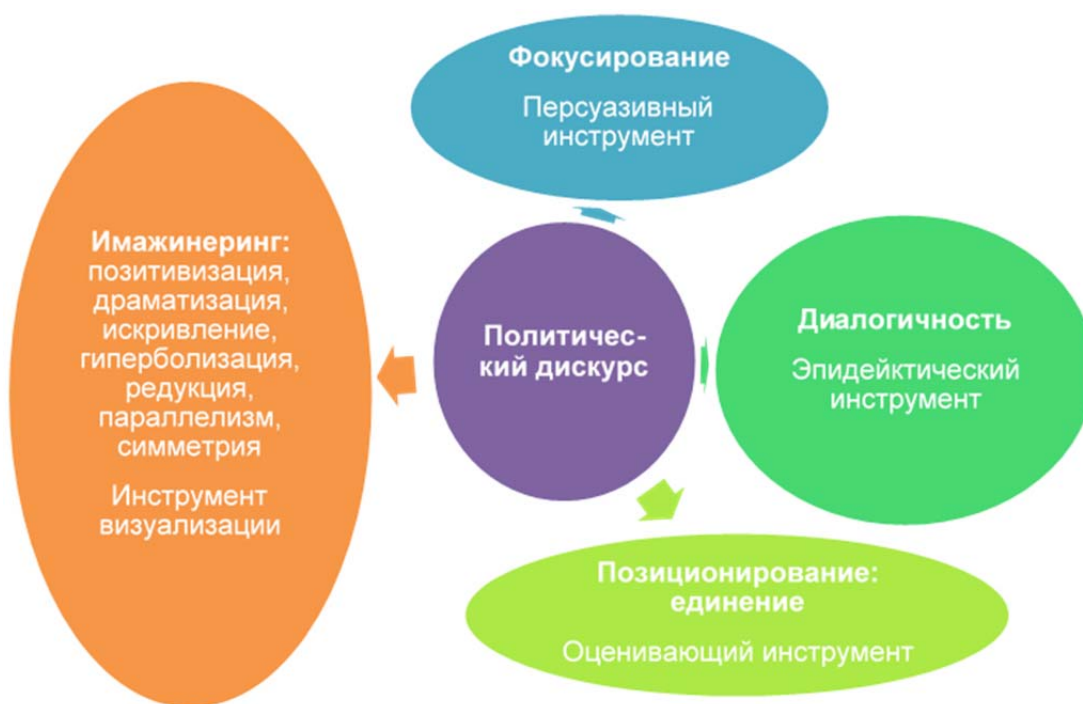 Фокусирование
Персуазивный
инструмент
Имажинеринг:
позитивизация,
драматизация,
искривление,
гиперболизация,
редукция,
параллелизм,
симметрия
Инструмент
визуализации
Политичес-
кий дискурс
Диалогичность
Эпидейктический
инструмент
Позиционирование:
единение
Оценивающий инструмент